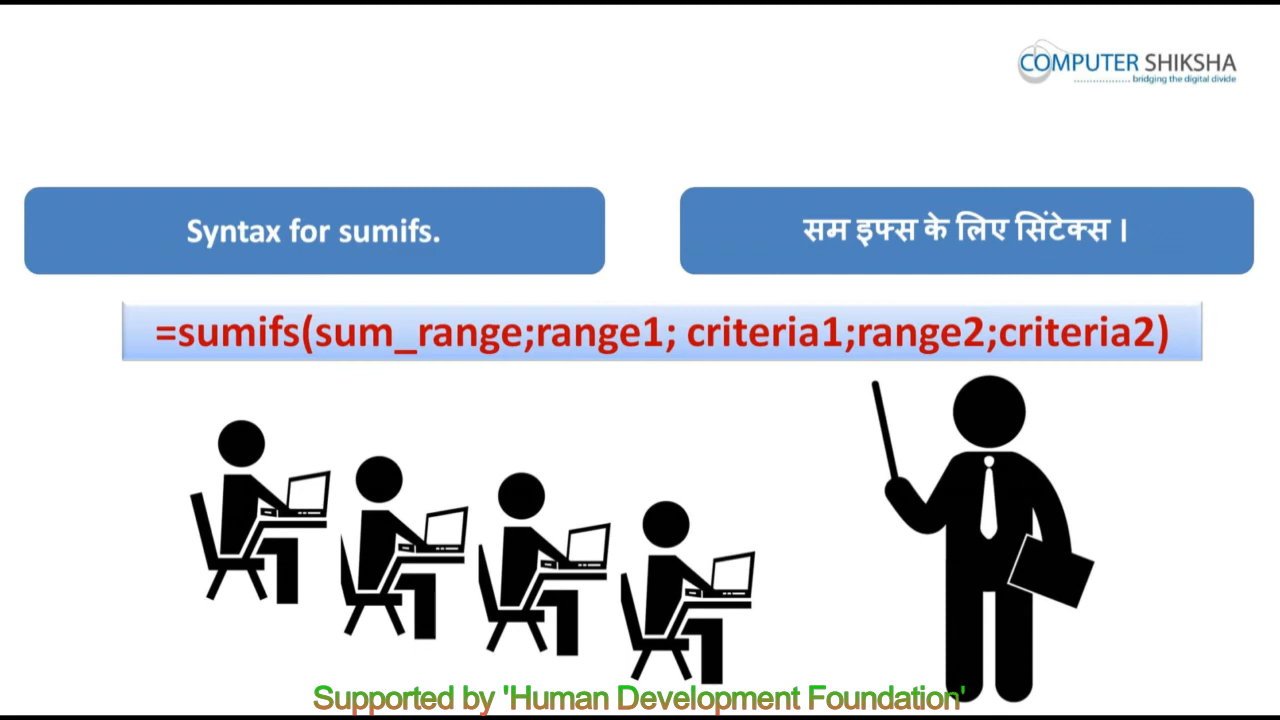 COMPUTER SHIKSHA
bridging the digital divide
Syntax for sumifs.
सम इफ्स के लिए सिंटेक्स ।
=sumifs(sum_range;range1; criteria1;range2;criteria2)
Supported by 'Human Development Foundation'